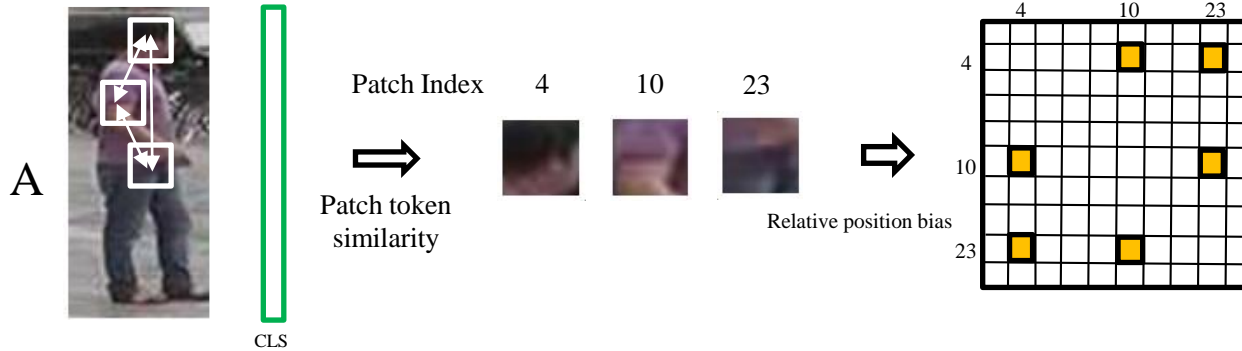 A
CLS
Patch Index 4 10 23
Patch token
similarity
Relative position bias
4 10 23
4
10
23